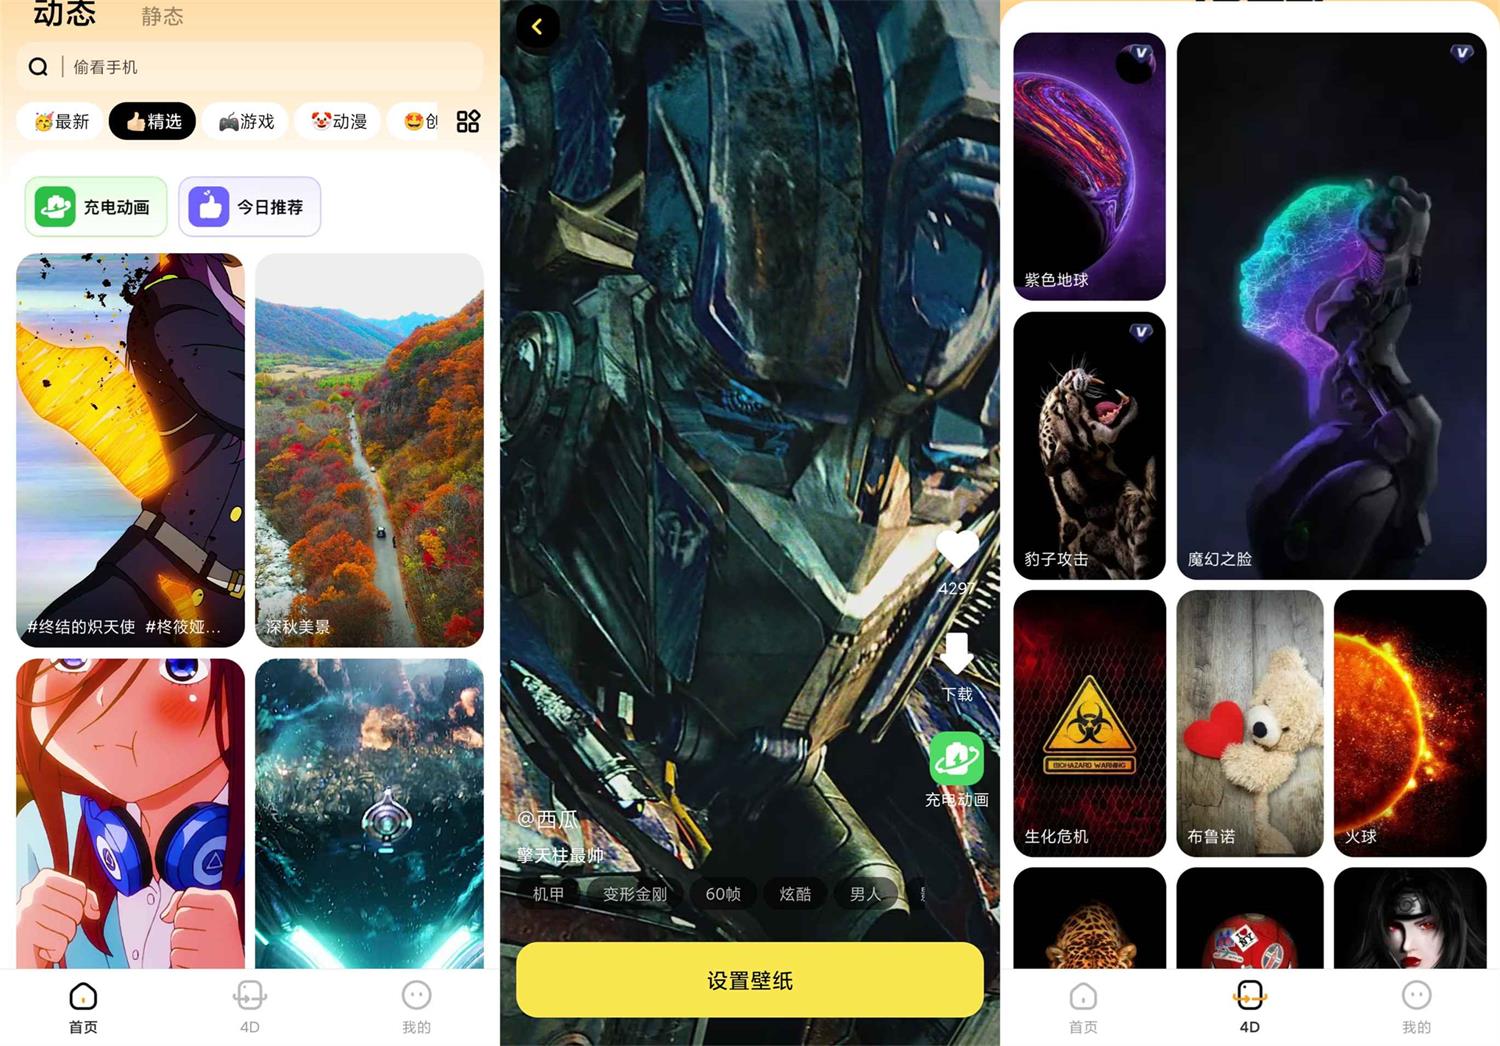 动态 静态
偷看手机
最新 精选 游戏 动漫
充电动画 今日推荐
#终结的炽天使 #柊筱娅...
深秋美景
首页 4D 我的
4297
下载
充电动画
@西瓜
擎天柱最帅
机甲 变形金刚 60帧 炫酷 男人
设置壁纸
V
V
紫色地球
V
豹子攻击
魔幻之脸
BIOHAZARD WARNING
生化危机
布鲁诺
火球
I NY
首页 4D 我的